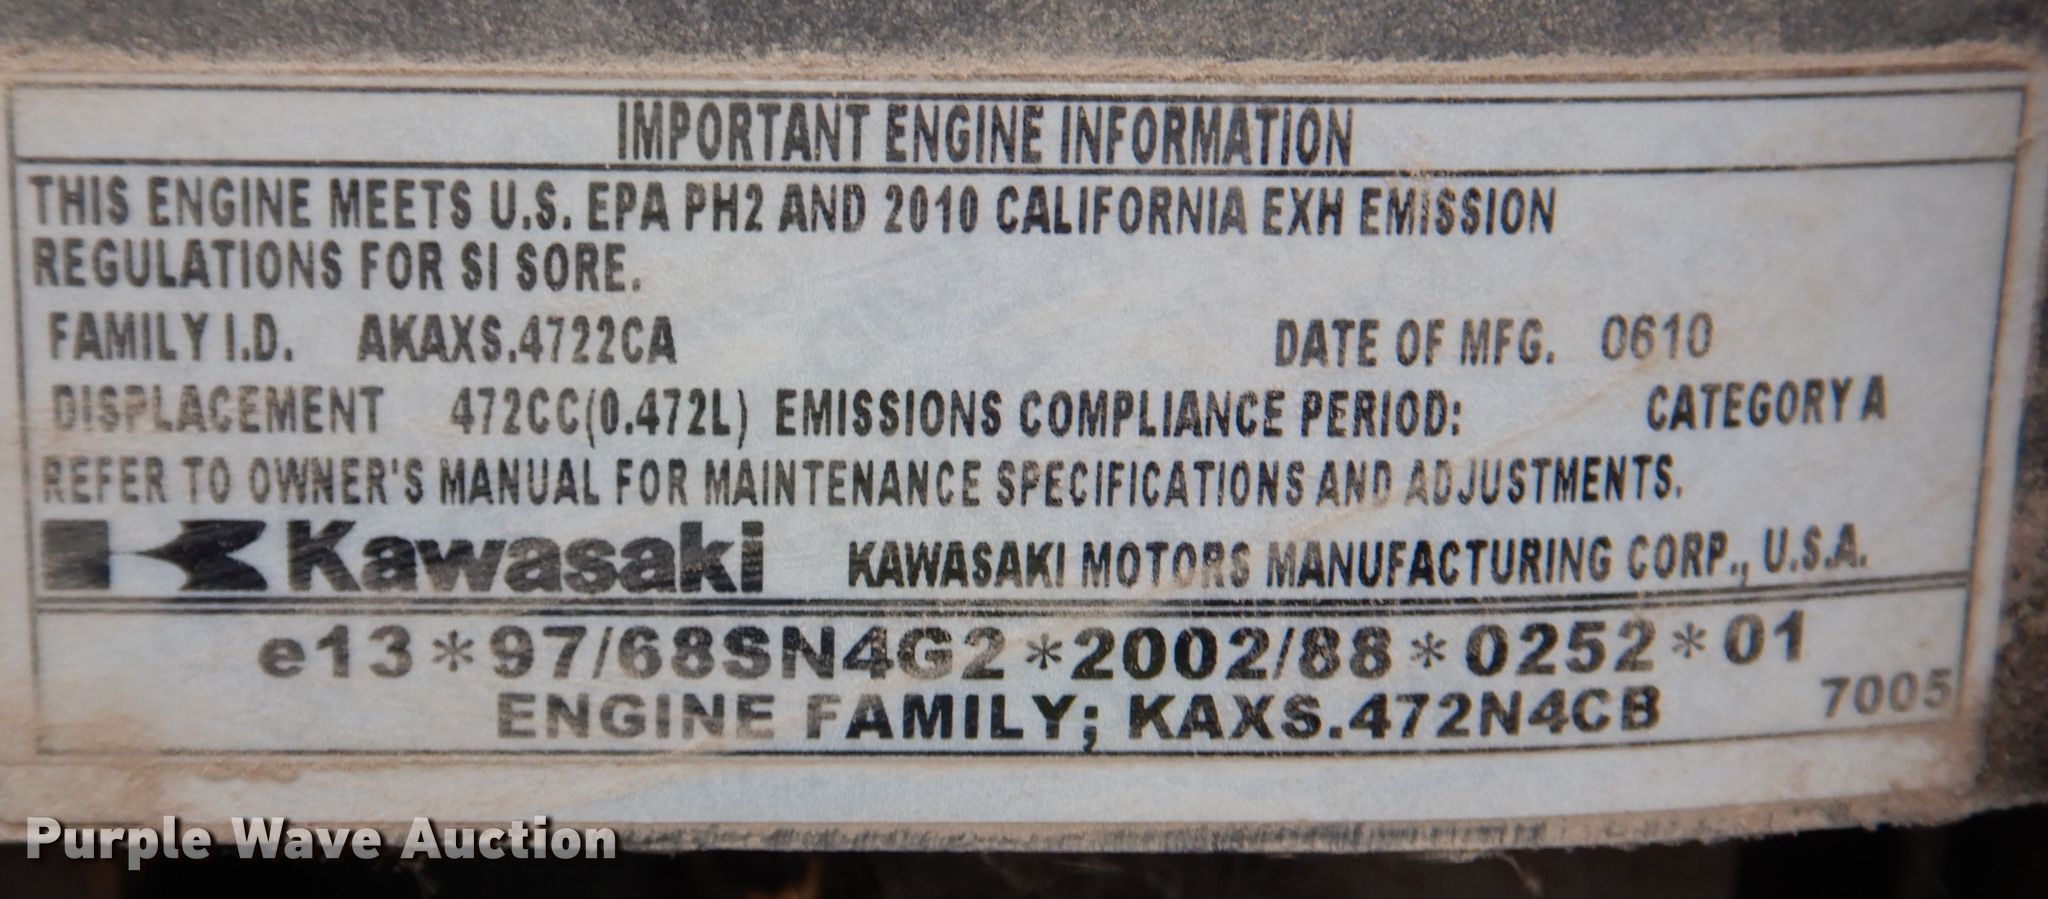 IMPORTANT ENGINE INFORMATION
THIS ENGINE MEETS U.S. EPA PH2 AND 2010 CALIFORNIA EXH EMISSION
REGULATIONS FOR SI SORE.
FAMILY I.D. AKAXS.4722CA DATE OF MFG. 0610
DISPLACEMENT 472CC(0.472L) EMISSIONS COMPLIANCE PERIOD: CATEGORY A
REFER TO OWNER'S MANUAL FOR MAINTENANCE SPECIFICATIONS AND ADJUSTMENTS.
Kawasaki KAWASAKI MOTORS MANUFACTURING CORP., U.S.A.
e13*97/68SN4G2*2002/88*0252*01
ENGINE FAMILY; KAXS.472N4CB 7005
Purple Wave Auction